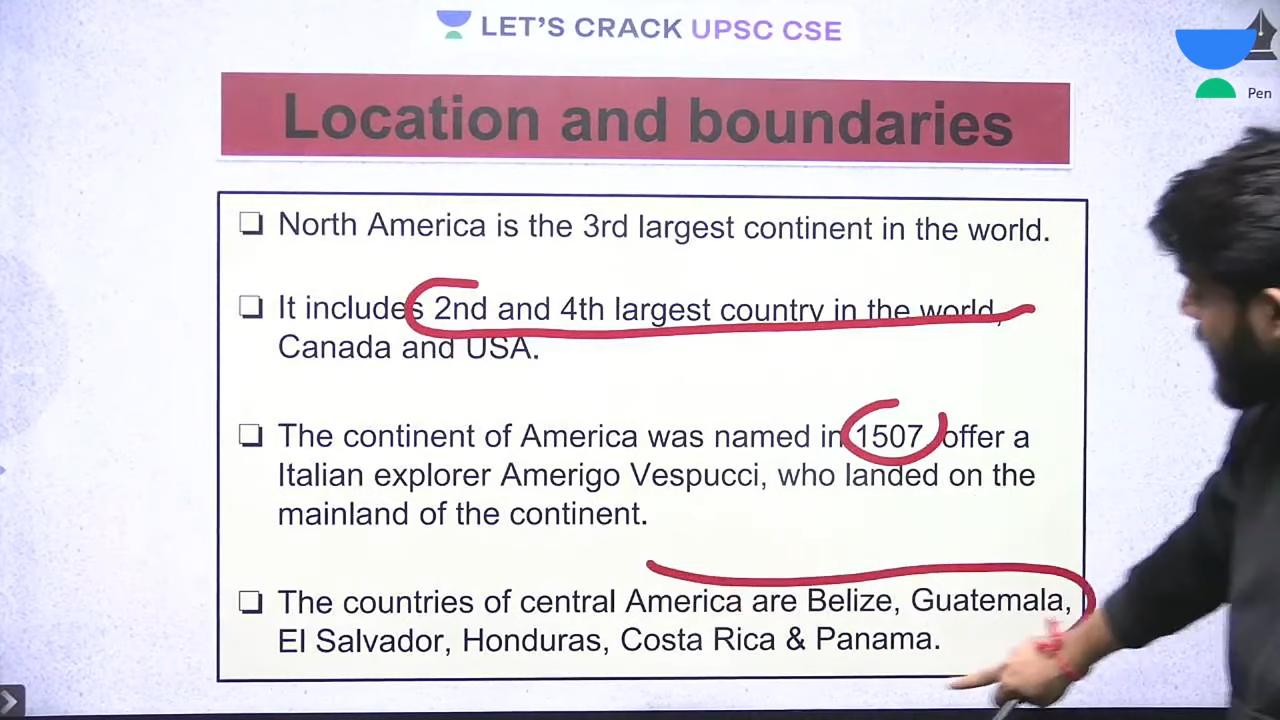 LET'S CRACK UPSC CSE
Pen
Location and boundaries
❑ North America is the 3rd largest continent in the world.
❑ It includes 2nd and 4th largest country in the world,
Canada and USA.
❑ The continent of America was named in 1507 offer a
Italian explorer Amerigo Vespucci, who landed on the
mainland of the continent.
❑ The countries of central America are Belize, Guatemala,
El Salvador, Honduras, Costa Rica & Panama.